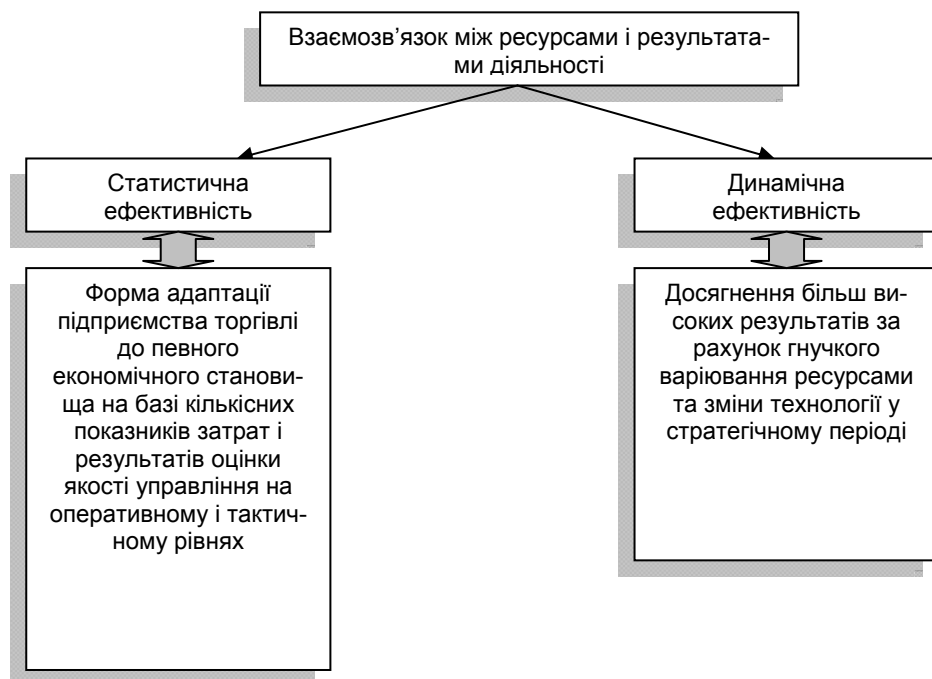 Взаємозв'язок між ресурсами і результата-
ми діяльності
Статистична
ефективність
Динамічна
ефективність
Форма адаптації
підприємства торгівлі
до певного
економічного станови-
ща на базі кількісних
показників затрат і
результатів оцінки
якості управління на
оперативному і тактич-
ному рівнях
Досягнення більш ви-
соких результатів за
рахунок гнучкого
варіювання ресурсами
та зміни технології у
стратегічному періоді